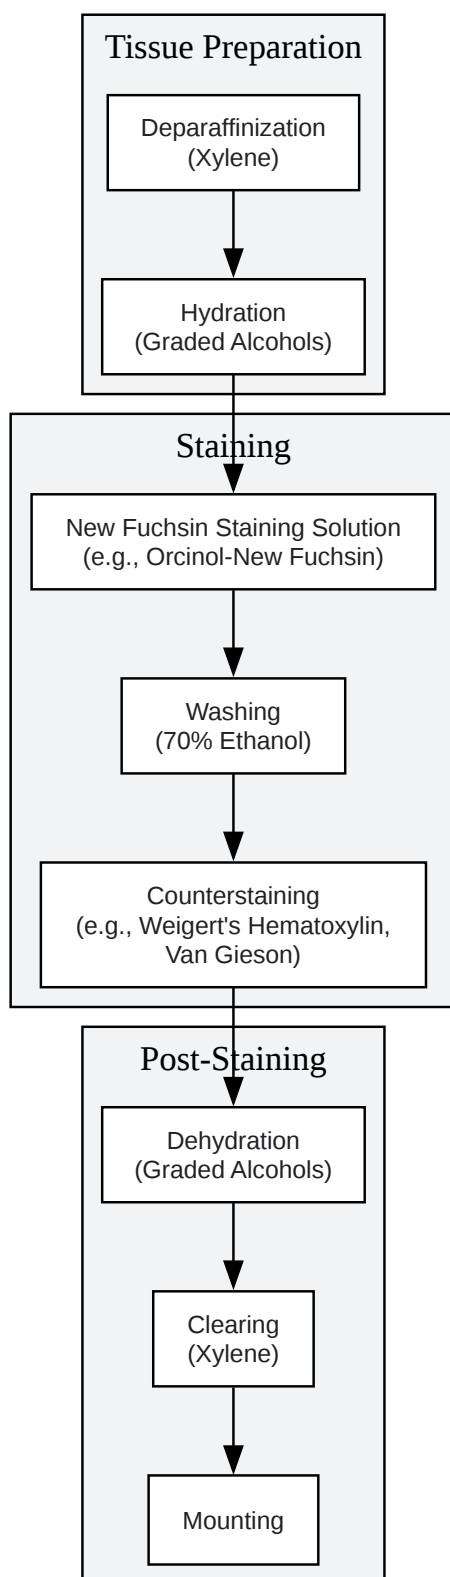 Tissue Preparation
Deparaffinization
(Xylene)
Hydration
(Graded Alcohols)
Staining
New Fuchsin Staining Solution
(e.g., Orcinol-New Fuchsin)
Washing
(70% Ethanol)
Counterstaining
(e.g., Weigert's Hematoxylin,
Van Gieson)
Post-Staining
Dehydration
(Graded Alcohols)
Clearing
(Xylene)
Mounting